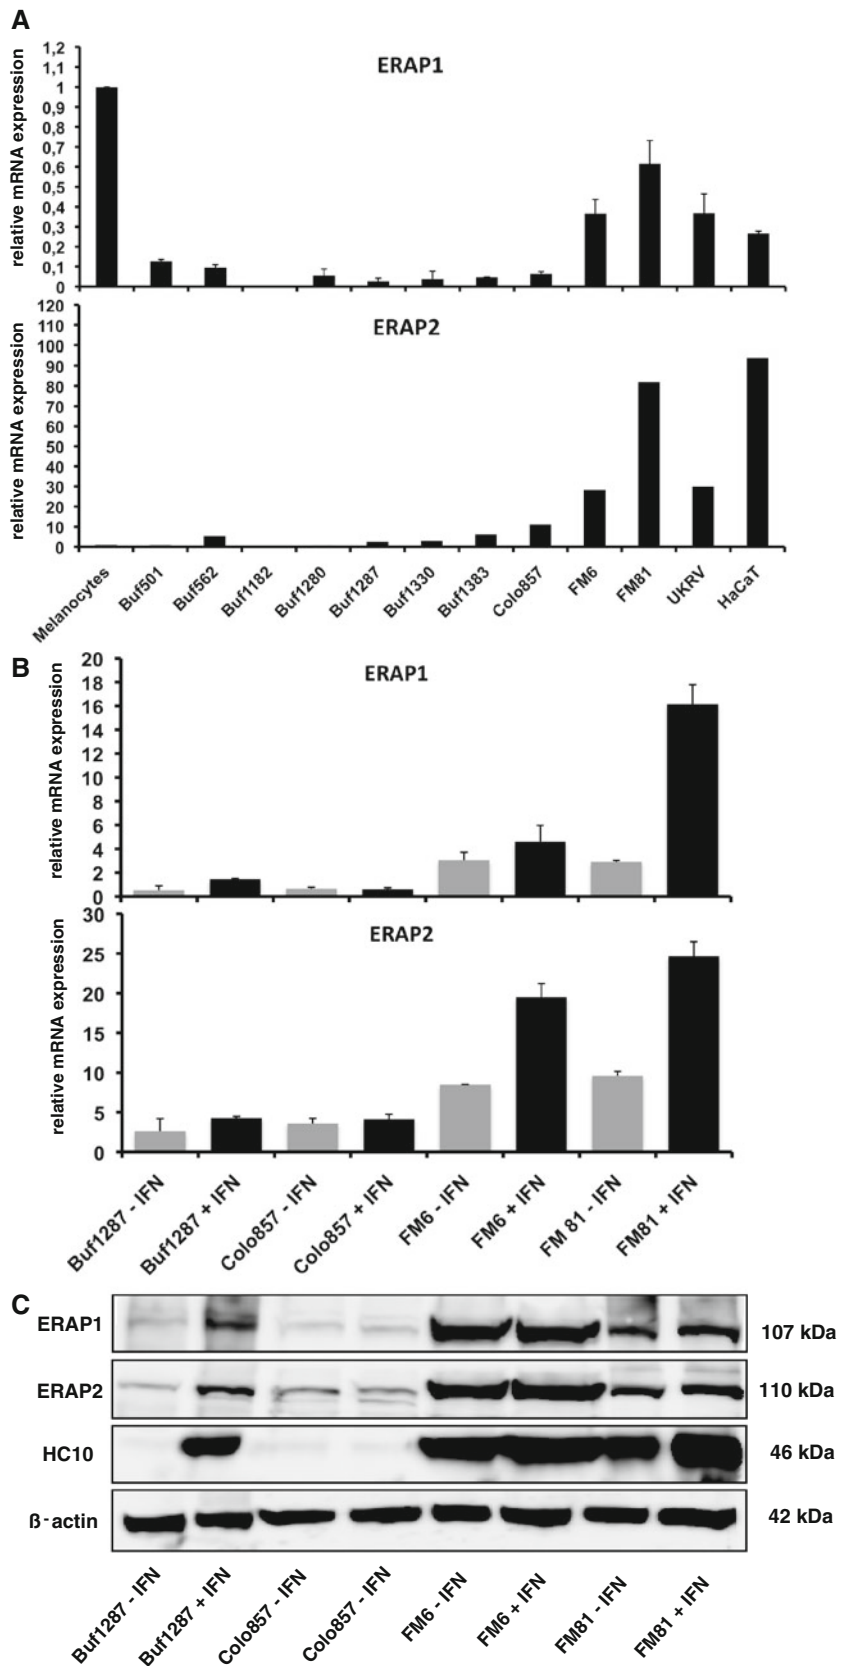 A
relative mRNA expression
ERAP1
1,2
1,1
1
0,9
0,8
0,7
0,6
0,5
0,4
0,3
0,2
0,1
0
relative mRNA expression
ERAP2
120
110
100
90
80
70
60
50
40
30
20
10
0
Melanocytes
Buf501
Buf562
Buf1182
Buf1280
Buf1287
Buf1330
Buf1383
Colo857
FM6
FM81
UKRV
HaCaT
B
relative mRNA expression
ERAP1
20
18
16
14
12
10
8
6
4
2
0
relative mRNA expression
ERAP2
30
25
20
15
10
5
0
Buf1287 - IFN
Buf1287 + IFN
Colo857 - IFN
Colo857 + IFN
FM6 - IFN
FM6 + IFN
FM 81 - IFN
FM81 + IFN
C
ERAP1 107 kDa
ERAP2 110 kDa
HC10 46 kDa
ß-actin 42 kDa
Buf1287 - IFN
Buf1287 + IFN
Colo857 - IFN
Colo857 - IFN
FM6 - IFN
FM6 + IFN
FM81 - IFN
FM81 + IFN